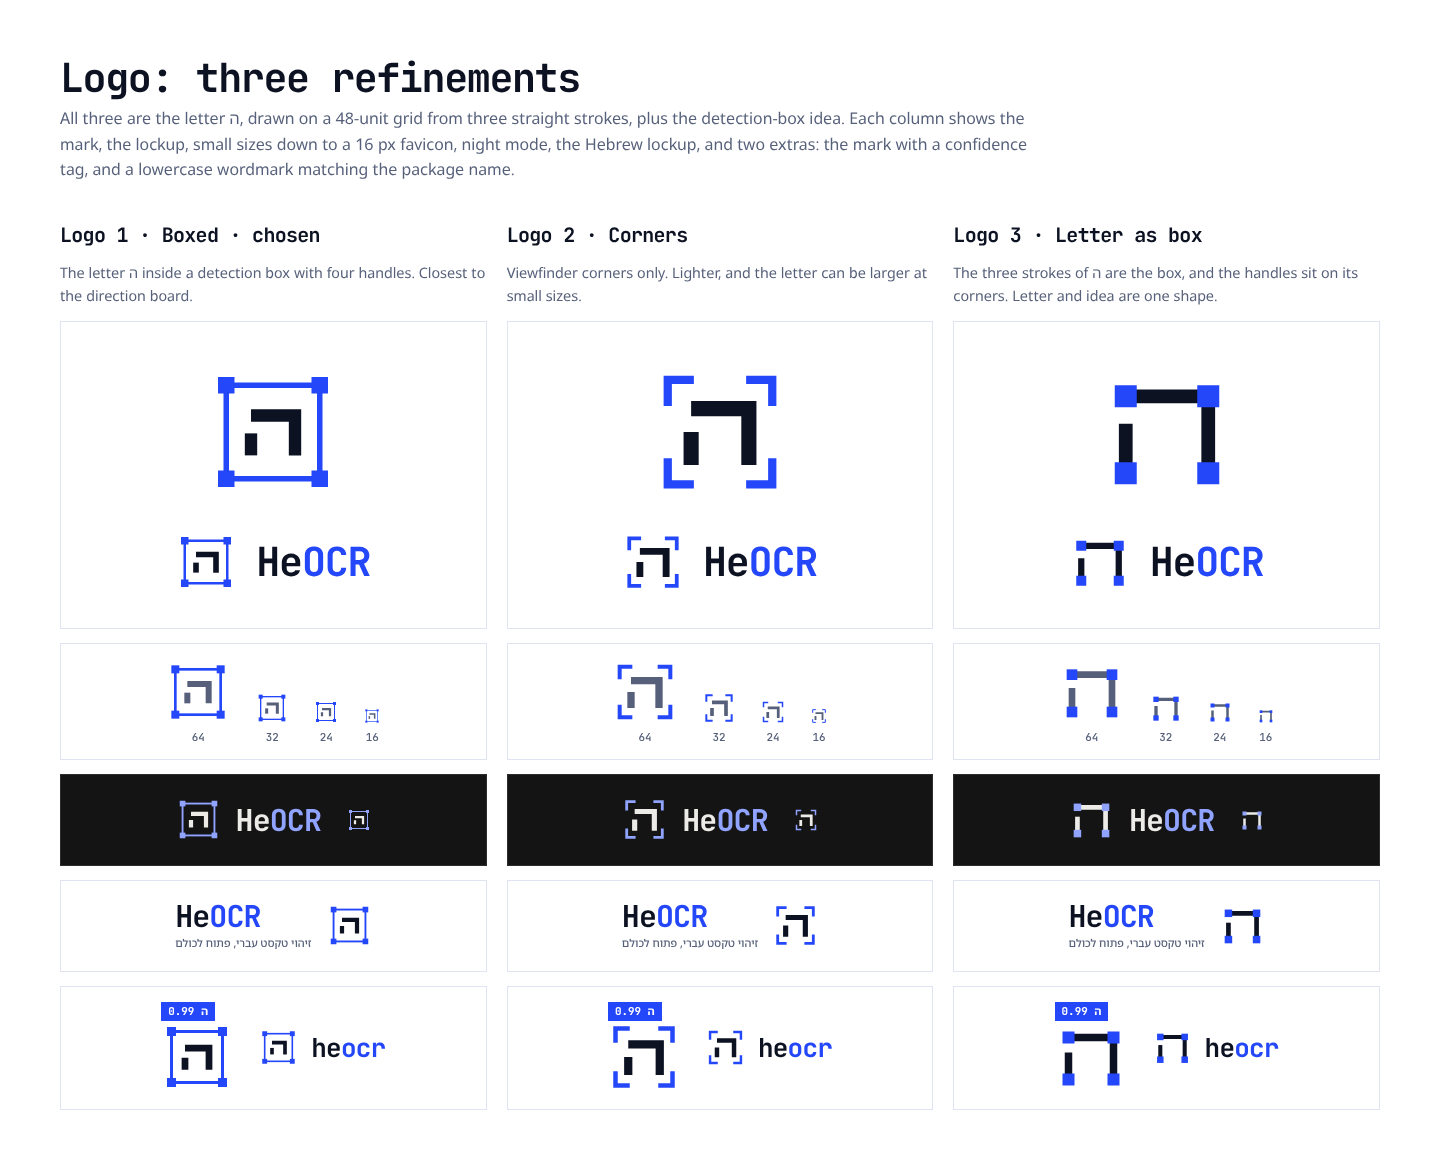 Logo: three refinements
All three are the letter ה, drawn on a 48-unit grid from three straight strokes, plus the detection-box idea. Each column shows the
mark, the lockup, small sizes down to a 16 px favicon, night mode, the Hebrew lockup, and two extras: the mark with a confidence
tag, and a lowercase wordmark matching the package name.
Logo 1 · Boxed · chosen
The letter ה inside a detection box with four handles. Closest to
the direction board.
HeOCR
64 32 24 16
HeOCR
HeOCR
זיהוי טקסט עברי, פתוח לכולם
ה 0.99
heocr
Logo 2 · Corners
Viewfinder corners only. Lighter, and the letter can be larger at
small sizes.
HeOCR
64 32 24 16
HeOCR
HeOCR
זיהוי טקסט עברי, פתוח לכולם
ה 0.99
heocr
Logo 3 · Letter as box
The three strokes of ה are the box, and the handles sit on its
corners. Letter and idea are one shape.
HeOCR
64 32 24 16
HeOCR
HeOCR
זיהוי טקסט עברי, פתוח לכולם
ה 0.99
heocr